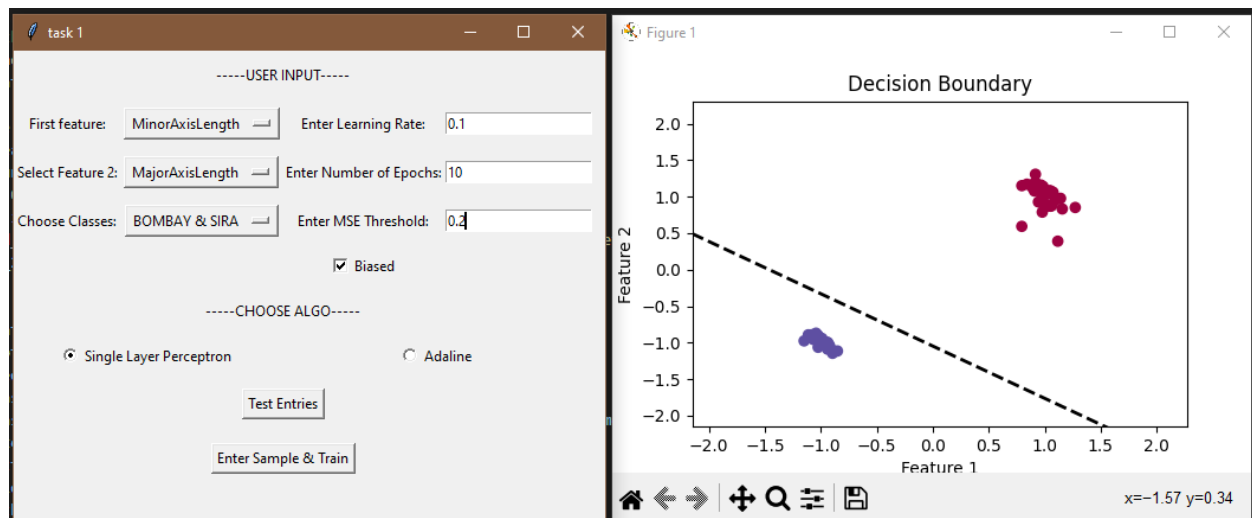 task 1
-----USER INPUT-----
First feature: MinorAxisLength Enter Learning Rate: 0.1
Select Feature 2: MajorAxisLength Enter Number of Epochs: 10
Choose Classes: BOMBAY & SIRA Enter MSE Threshold: 0.2
Biased
-----CHOOSE ALGO-----
Single Layer Perceptron Adaline
Test Entries
Enter Sample & Train
Figure 1
Decision Boundary
2.0
1.5
1.0
0.5
0.0
−0.5
−1.0
−1.5
−2.0
Feature 2
−2.0 −1.5 −1.0 −0.5 0.0 0.5 1.0 1.5 2.0
Feature 1
x=−1.57 y=0.34